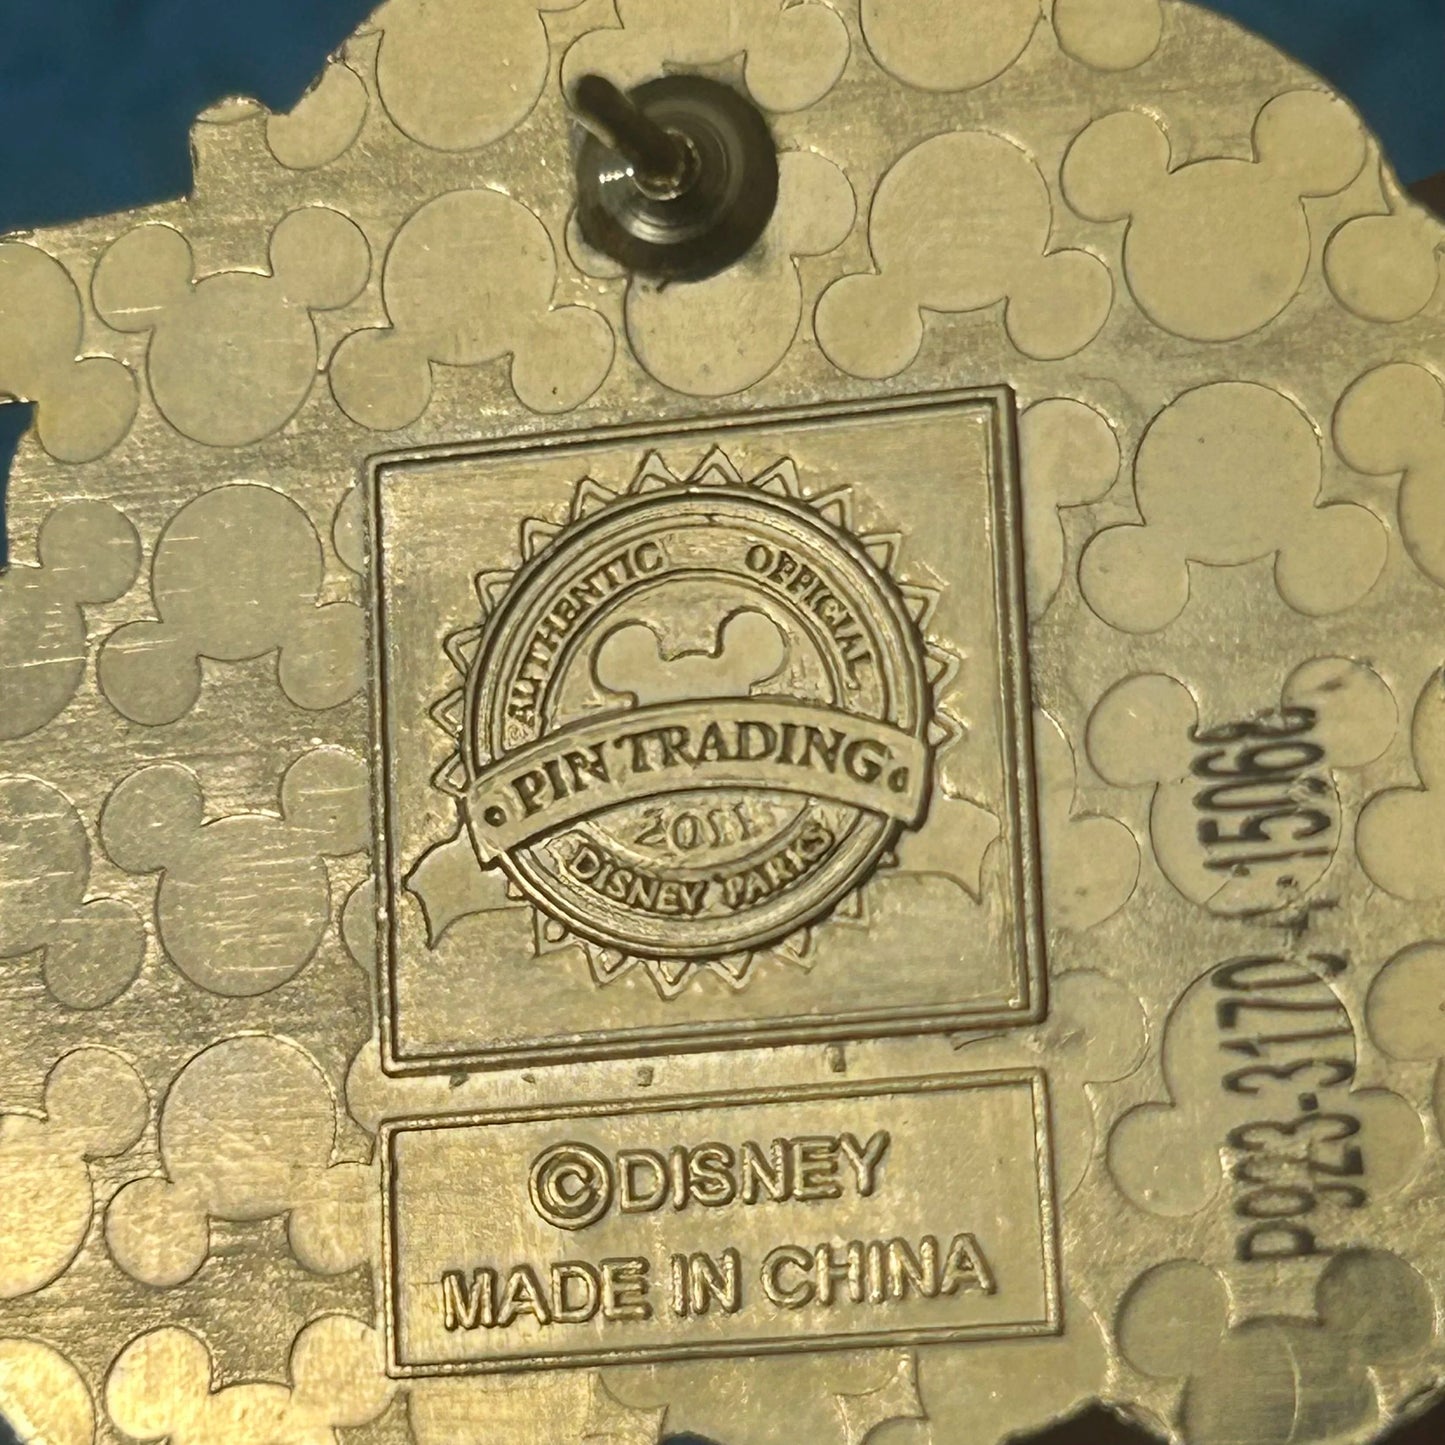 AUTHENTIC OFFICIAL
PIN TRADING
2011
DISNEY PARKS
©DISNEY
MADE IN CHINA